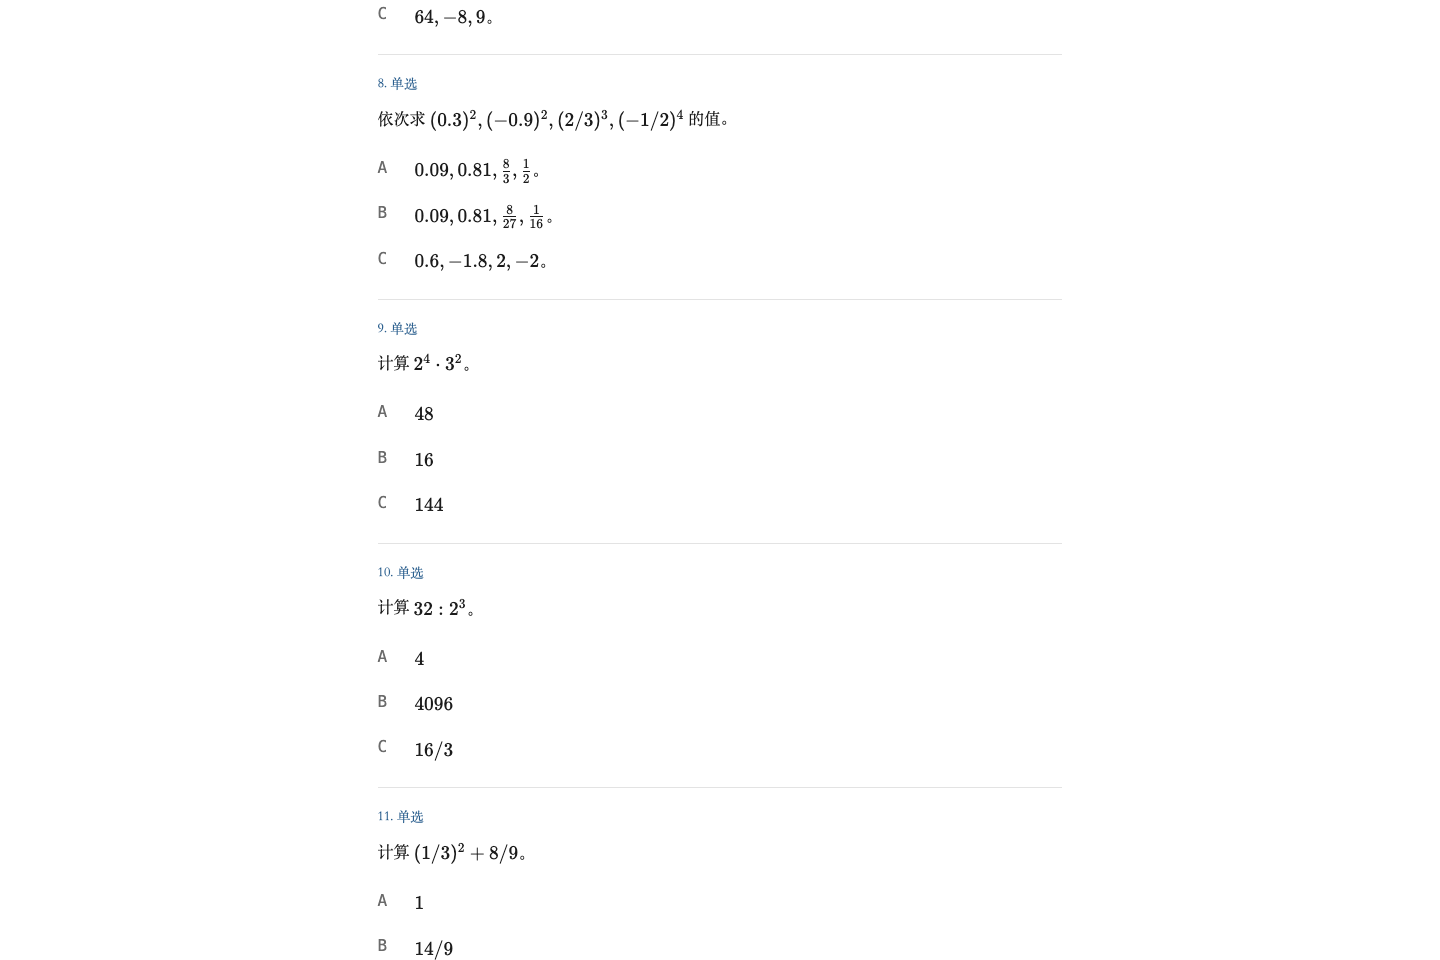 C 64, −8, 9。
8. 单选
依次求 (0.3)², (−0.9)², (2/3)³, (−1/2)⁴ 的值。
A 0.09, 0.81, 8/3, 1/2。
B 0.09, 0.81, 8/27, 1/16。
C 0.6, −1.8, 2, −2。
9. 单选
计算 2⁴ · 3²。
A 48
B 16
C 144
10. 单选
计算 32 : 2³。
A 4
B 4096
C 16/3
11. 单选
计算 (1/3)² + 8/9。
A 1
B 14/9